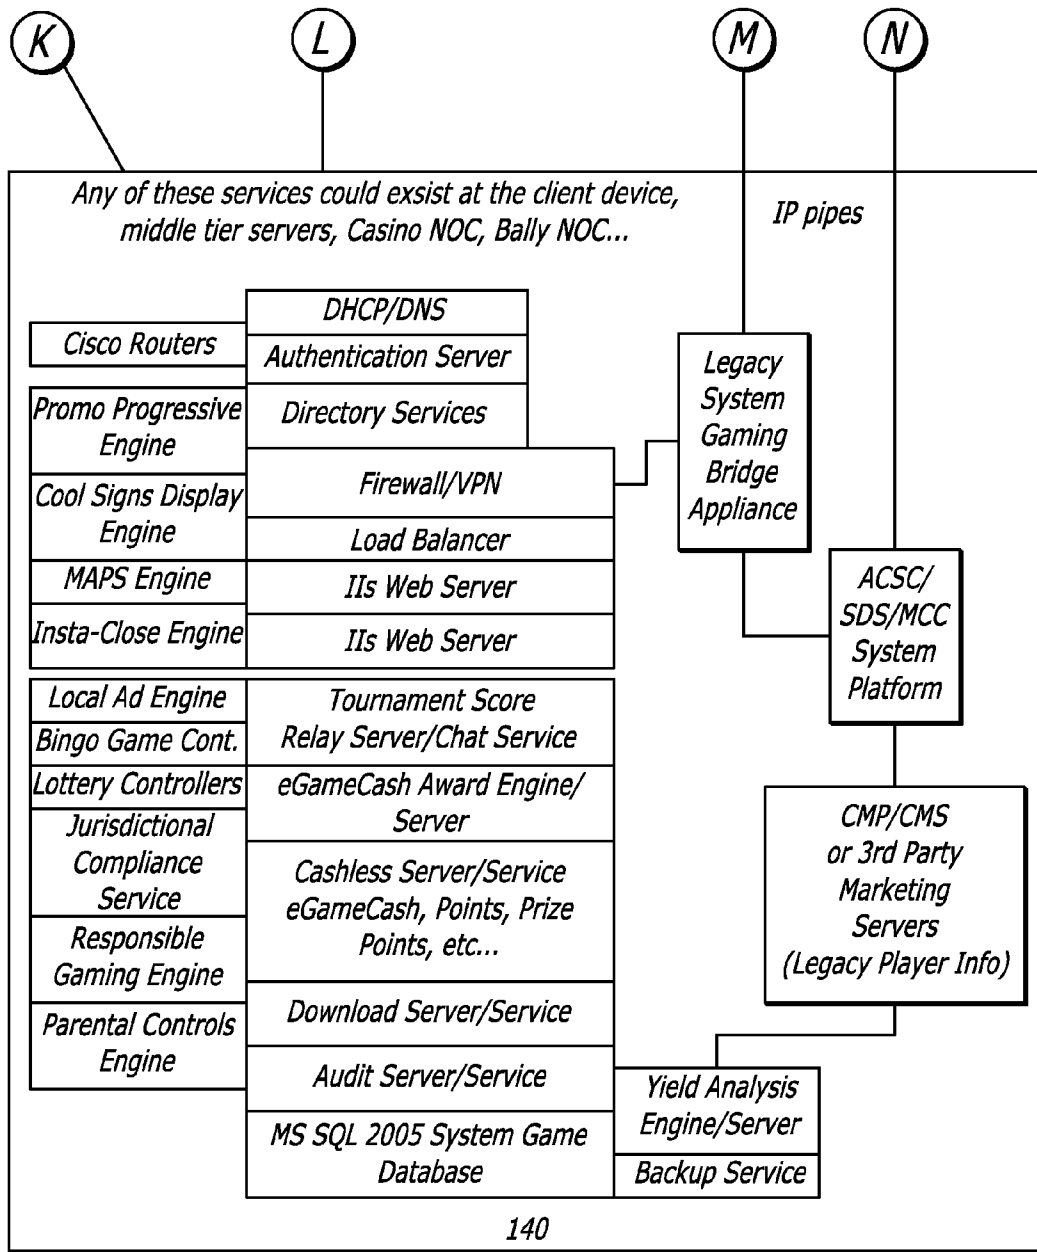 K
L
M
N
Any of these services could exsist at the client device,
middle tier servers, Casino NOC, Bally NOC...
IP pipes
DHCP/DNS
Cisco Routers
Authentication Server
Promo Progressive
Engine
Directory Services
Cool Signs Display
Engine
Firewall/VPN
Load Balancer
MAPS Engine
IIs Web Server
Insta-Close Engine
IIs Web Server
Legacy
System
Gaming
Bridge
Appliance
ACSC/
SDS/MCC
System
Platform
Local Ad Engine
Bingo Game Cont.
Lottery Controllers
Jurisdictional
Compliance
Service
Responsible
Gaming Engine
Parental Controls
Engine
Tournament Score
Relay Server/Chat Service
eGameCash Award Engine/
Server
Cashless Server/Service
eGameCash, Points, Prize
Points, etc...
Download Server/Service
Audit Server/Service
MS SQL 2005 System Game
Database
CMP/CMS
or 3rd Party
Marketing
Servers
(Legacy Player Info)
Yield Analysis
Engine/Server
Backup Service
140